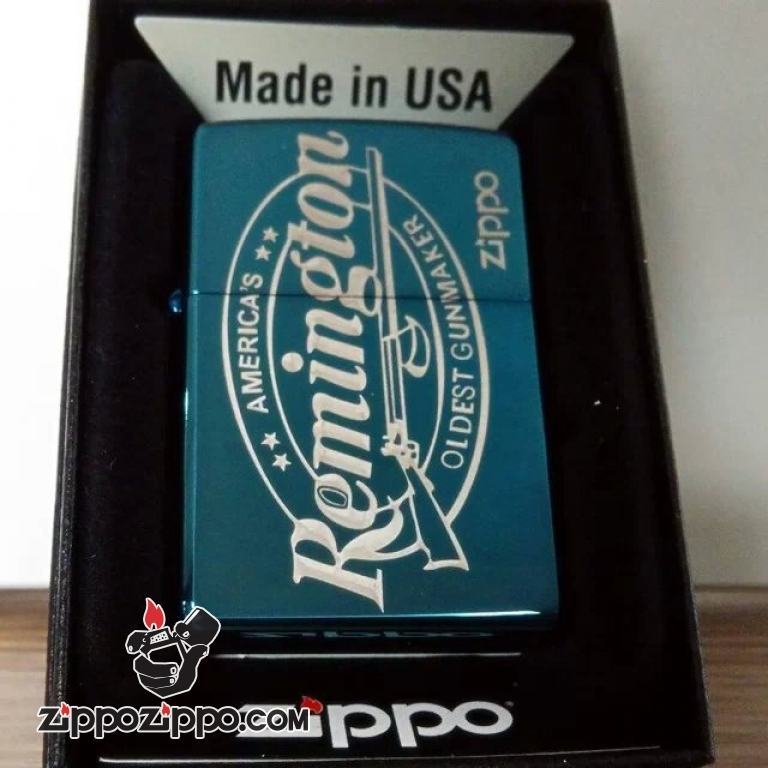 Made in USA
AMERICA'S
Remington
OLDEST GUNMAKER
zippo
zippo
ZippoZippo.com